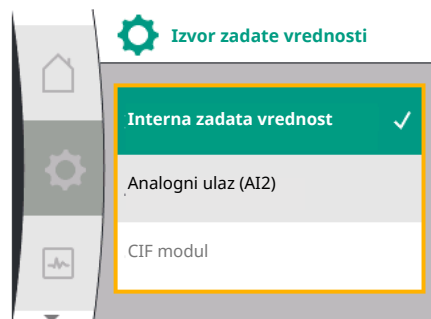 Izvor zadate vrednosti
Interna zadata vrednost
Analogni ulaz (AI2)
CIF modul